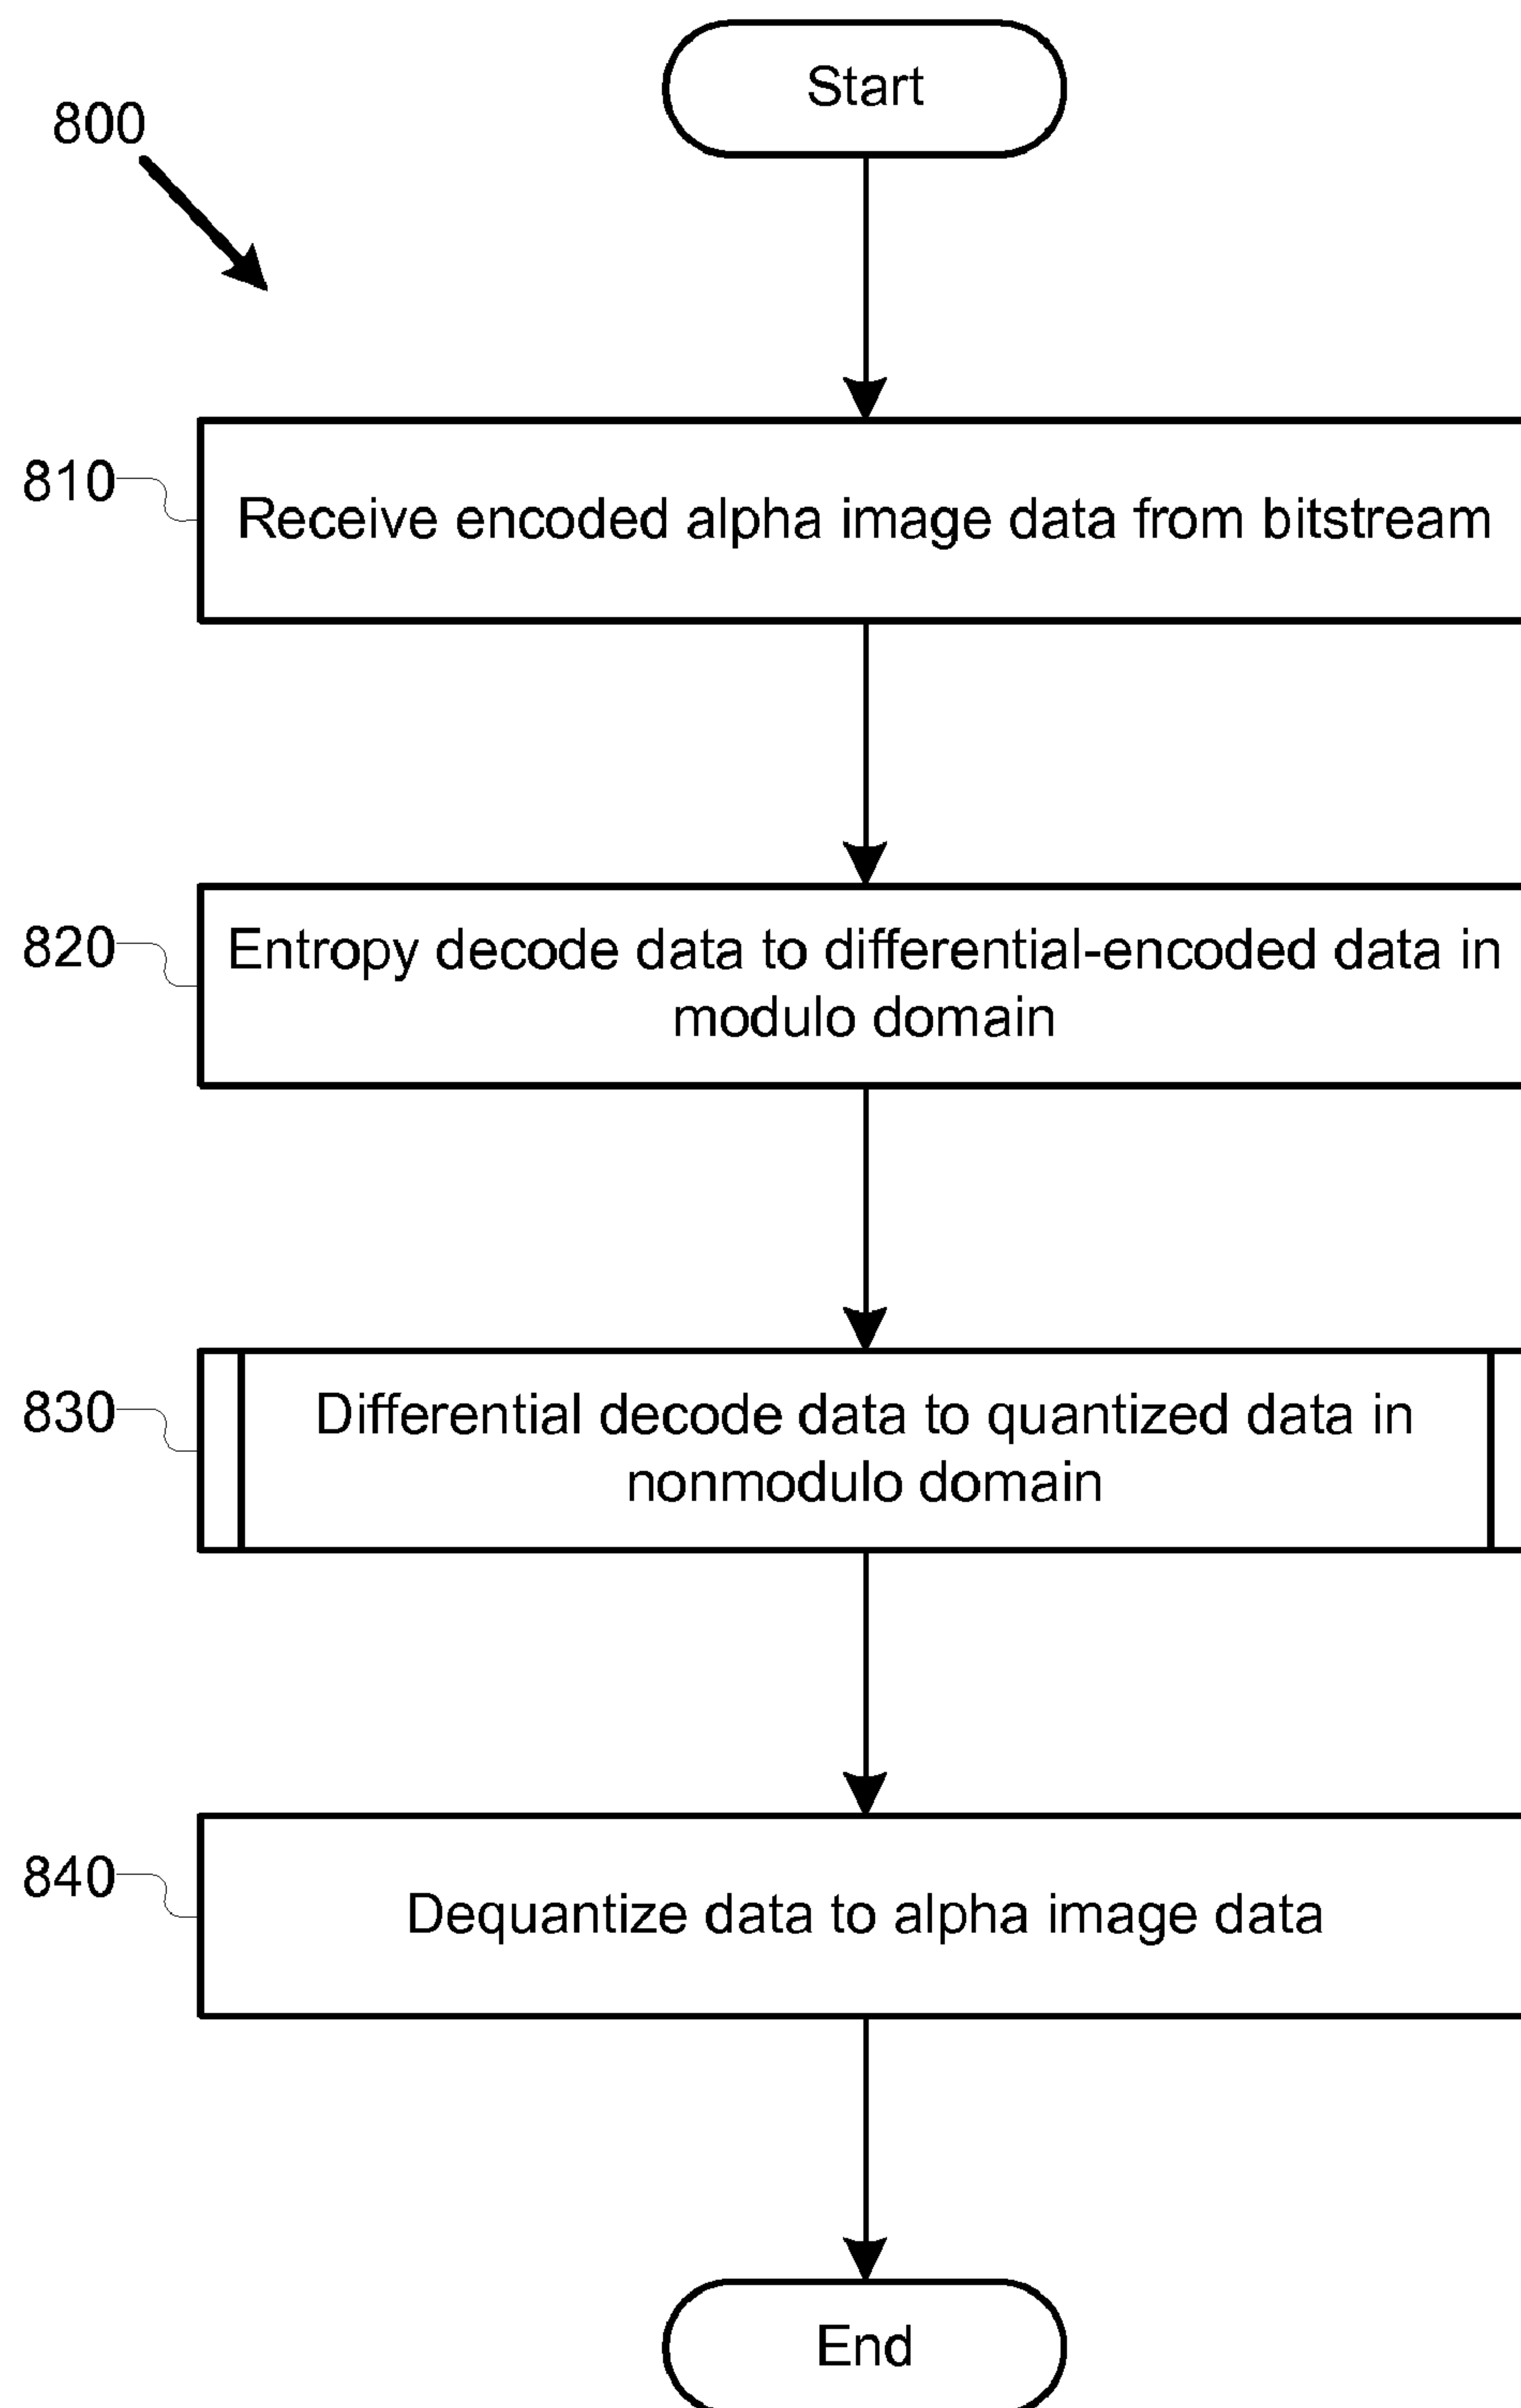 Start
800
810
Receive encoded alpha image data from bitstream
820
Entropy decode data to differential-encoded data in
modulo domain
830
Differential decode data to quantized data in
nonmodulo domain
840
Dequantize data to alpha image data
End